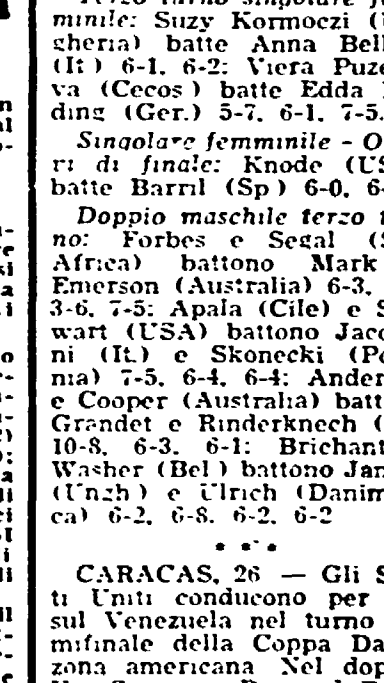 Terzo turno singolare fe
minile: Suzy Kormoczi (
gheria) batte Anna Bell
(It) 6-1, 6-2: Viera Puze
va (Cecos) batte Edda
ding (Ger.) 5-7, 6-1, 7-5.
Singolare femminile - O
ri di finale: Knode (US
batte Barril (Sp) 6-0, 6-
Doppio maschile terzo t
no: Forbes e Segal (S
Africa) battono Mark
Emerson (Australia) 6-3,
3-6, 7-5: Apala (Cile) e S
wart (USA) battono Jaco
ni (It.) e Skonecki (Po
nia) 7-5, 6-4, 6-4: Ander
e Cooper (Australia) batt
Grandet e Rinderknech (
10-8, 6-3, 6-1: Brichant
Washer (Bel) battono Jan
(Ungh) e Ulrich (Danim
ca) 6-2, 6-8, 6-2, 6-2
* * *
CARACAS, 26 — Gli S
ti Uniti conducono per
sul Venezuela nel turno
mifinale della Coppa Da
zona americana Nel dop